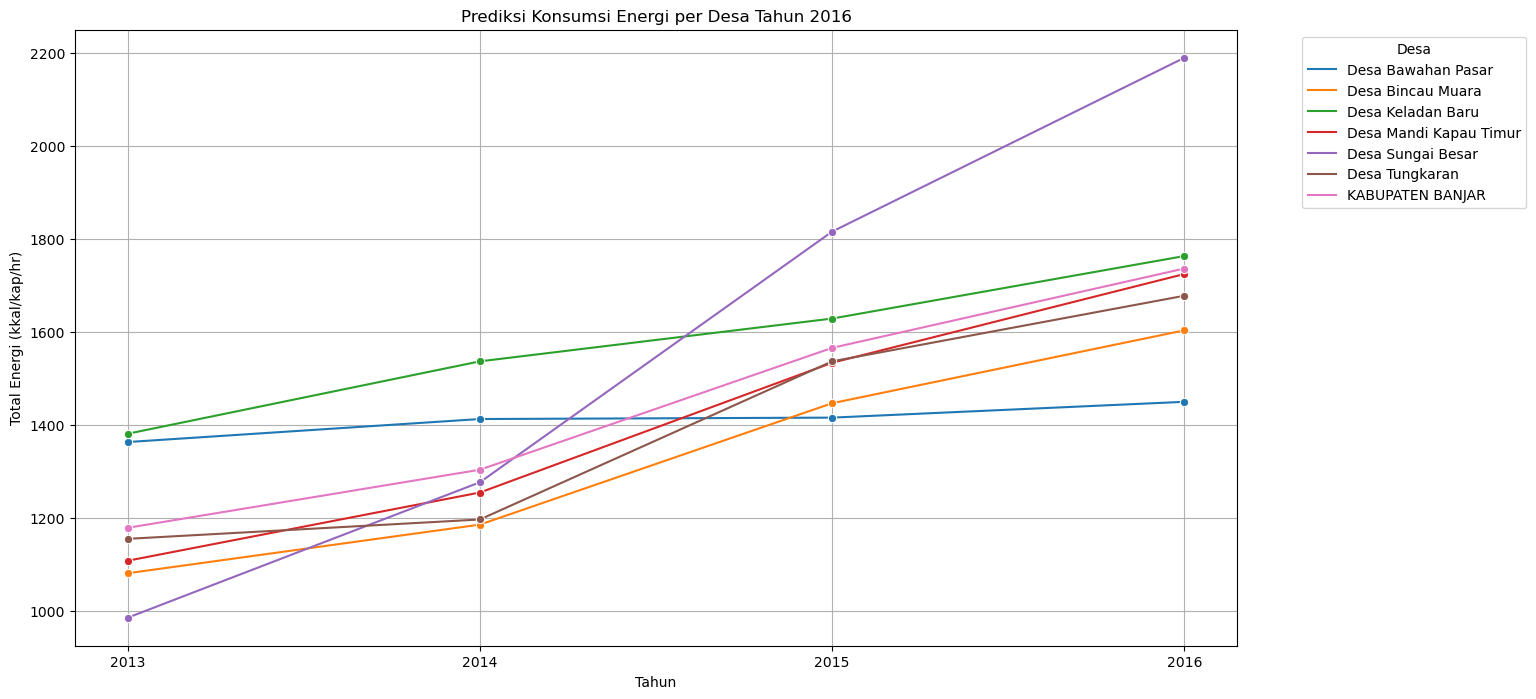 Prediksi Konsumsi Energi per Desa Tahun 2016
Total Energi (kkal/kap/hr)
2200
2000
1800
1600
1400
1200
1000
2013
2014
2015
2016
Tahun
Desa
Desa Bawahan Pasar
Desa Bincau Muara
Desa Keladan Baru
Desa Mandi Kapau Timur
Desa Sungai Besar
Desa Tungkaran
KABUPATEN BANJAR